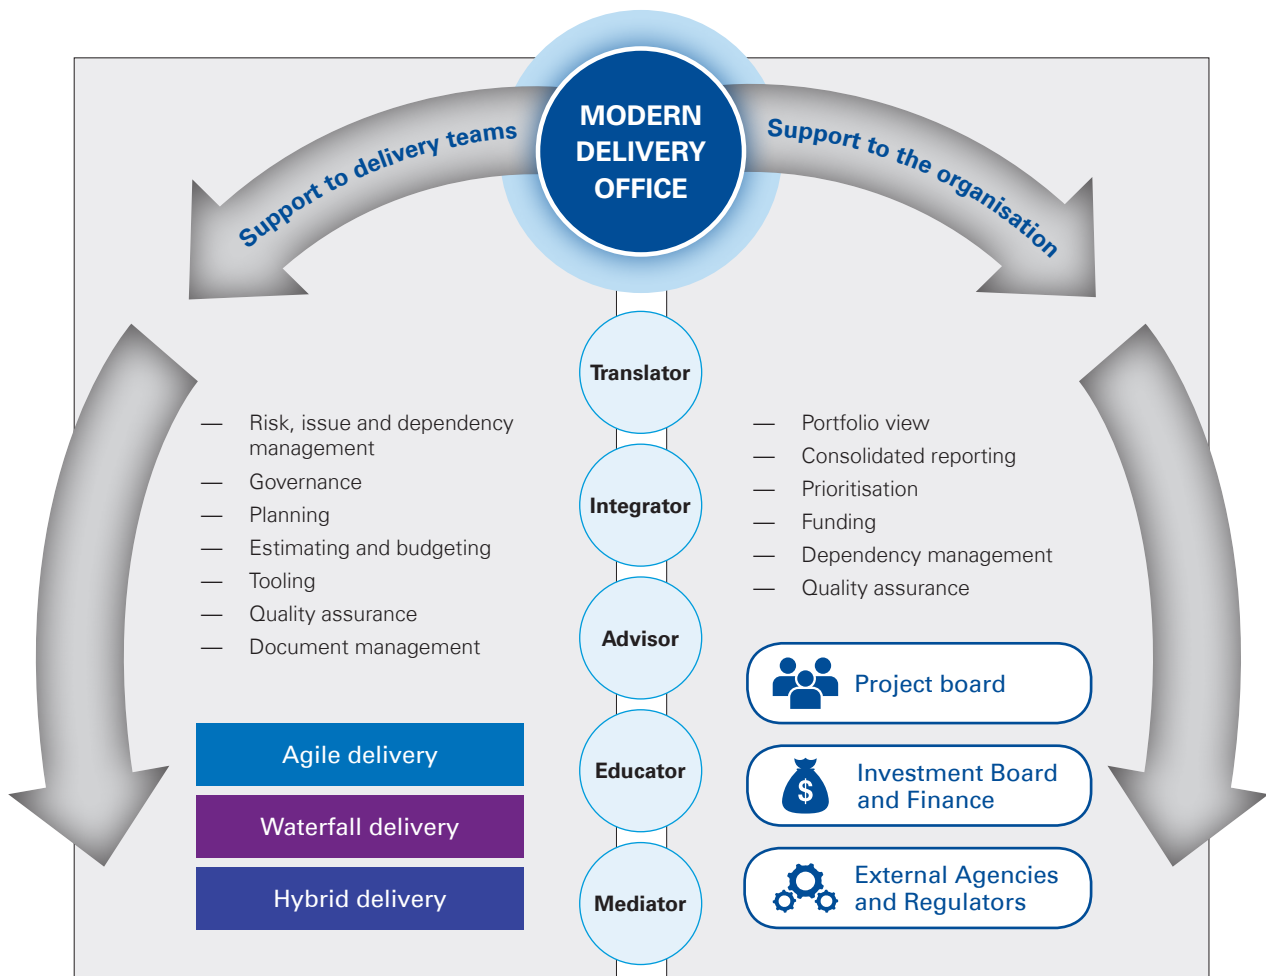 MODERN
DELIVERY
OFFICE
Support to delivery teams
Support to the organisation
Translator
Integrator
Advisor
Educator
Mediator
— Risk, issue and dependency
management
— Governance
— Planning
— Estimating and budgeting
— Tooling
— Quality assurance
— Document management
Agile delivery
Waterfall delivery
Hybrid delivery
— Portfolio view
— Consolidated reporting
— Prioritisation
— Funding
— Dependency management
— Quality assurance
Project board
$
Investment Board
and Finance
External Agencies
and Regulators